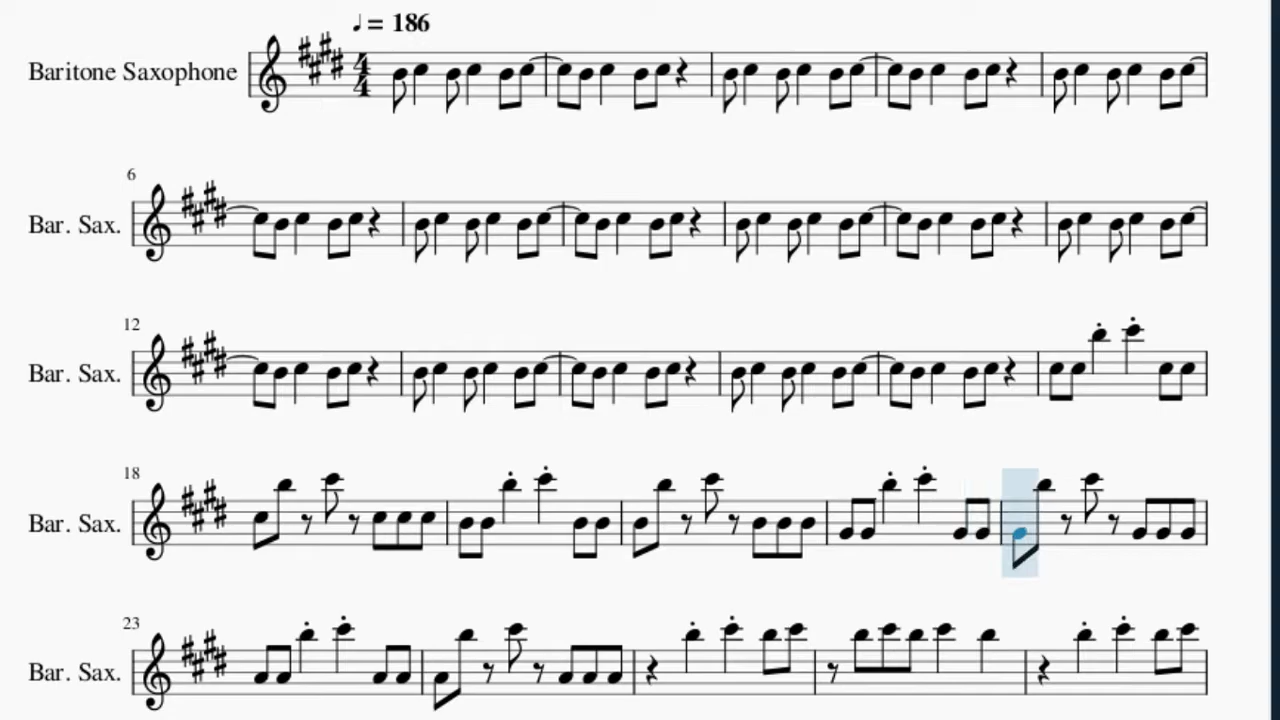 ♩ = 186
Baritone Saxophone
4
4
6
Bar. Sax.
12
Bar. Sax.
18
Bar. Sax.
23
Bar. Sax.